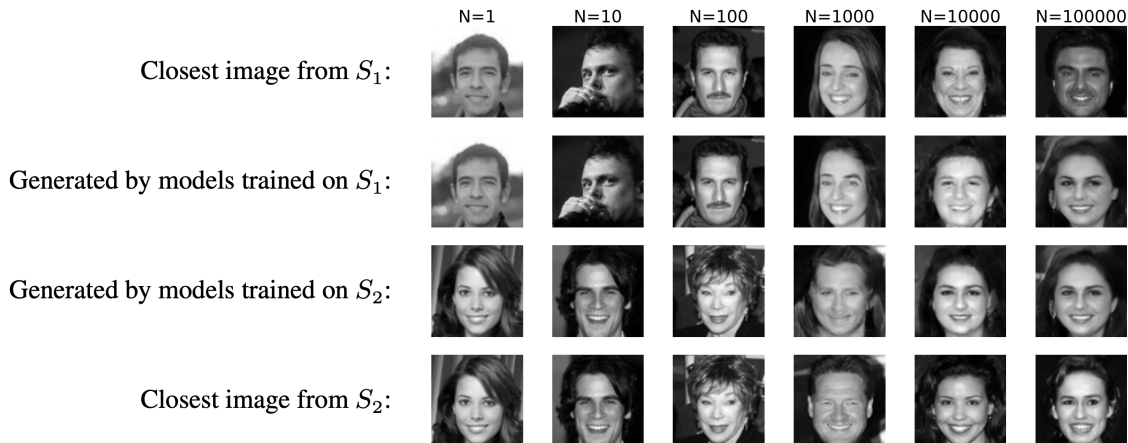 N=1 N=10 N=100 N=1000 N=10000 N=100000
Closest image from S₁:
Generated by models trained on S₁:
Generated by models trained on S₂:
Closest image from S₂: